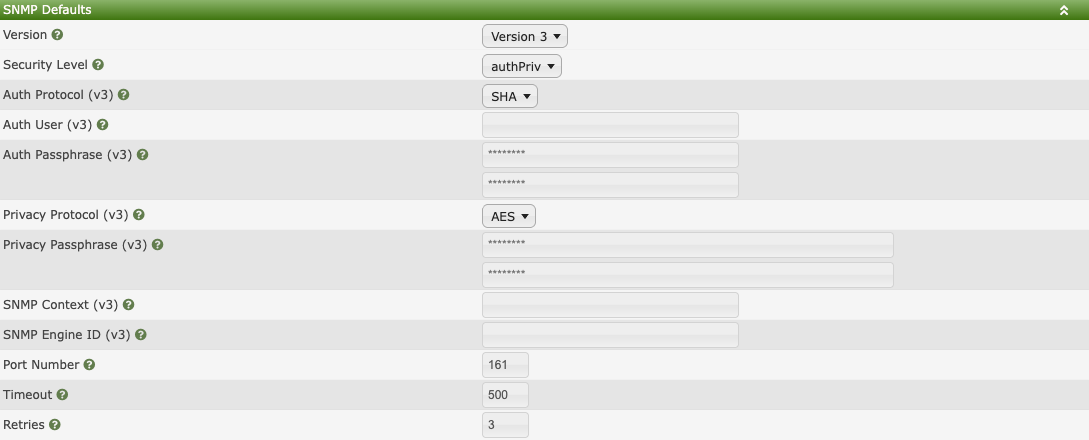 SNMP Defaults
Version ?
Version 3
Security Level ?
authPriv
Auth Protocol (v3) ?
SHA
Auth User (v3) ?
Auth Passphrase (v3) ?
********
********
Privacy Protocol (v3) ?
AES
Privacy Passphrase (v3) ?
********
********
SNMP Context (v3) ?
SNMP Engine ID (v3) ?
Port Number ?
161
Timeout ?
500
Retries ?
3